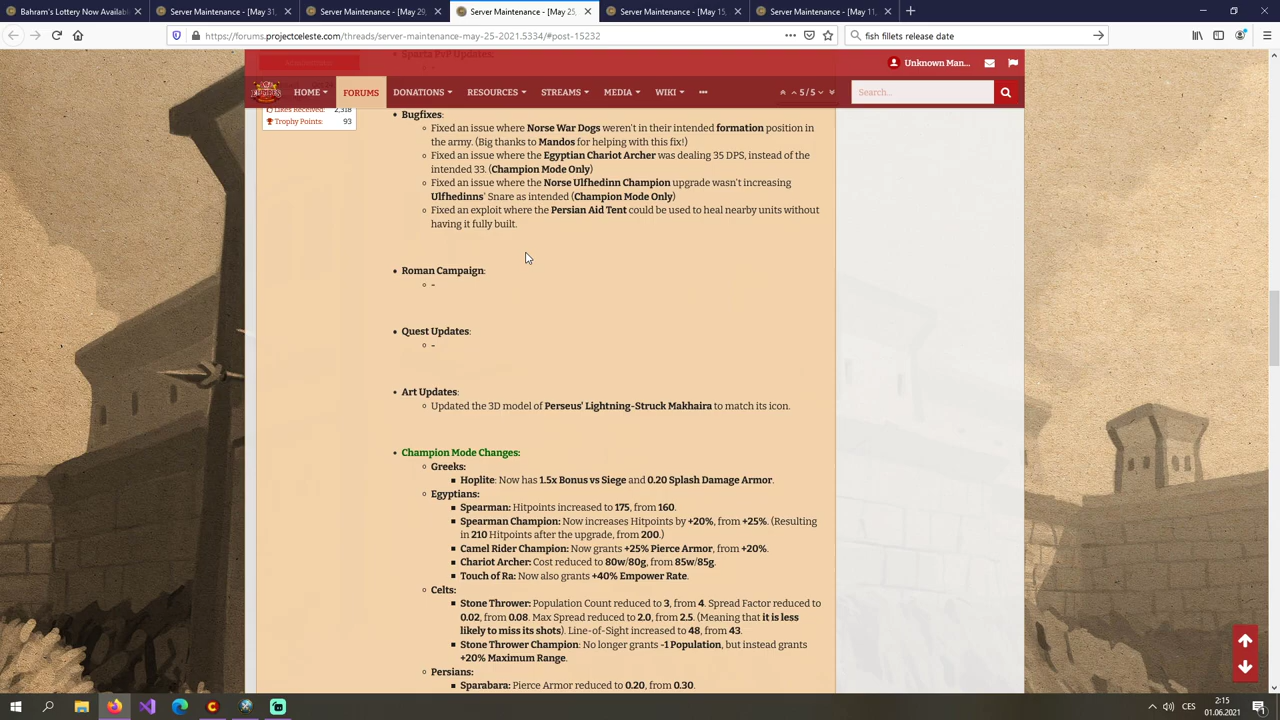 Bahram's Lottery Now Available
Server Maintenance - [May 31,
Server Maintenance - [May 29,
Server Maintenance - [May 25,
Server Maintenance - [May 15,
Server Maintenance - [May 11,
https://forums.projectceleste.com/threads/server-maintenance-may-25-2021.5334/#post-15232
fish fillets release date
Sparta PvP Updates:
-
Unknown Man...
HOME
FORUMS
DONATIONS
RESOURCES
STREAMS
MEDIA
WIKI
5 / 5
Search...
Likes Received: 2,318
Trophy Points: 93
Bugfixes:
Fixed an issue where Norse War Dogs weren't in their intended formation position in
the army. (Big thanks to Mandos for helping with this fix!)
Fixed an issue where the Egyptian Chariot Archer was dealing 35 DPS, instead of the
intended 33. (Champion Mode Only)
Fixed an issue where the Norse Ulfhedinn Champion upgrade wasn't increasing
Ulfhedinns' Snare as intended (Champion Mode Only)
Fixed an exploit where the Persian Aid Tent could be used to heal nearby units without
having it fully built.
Roman Campaign:
-
Quest Updates:
-
Art Updates:
Updated the 3D model of Perseus' Lightning-Struck Makhaira to match its icon.
Champion Mode Changes:
Greeks:
Hoplite: Now has 1.5x Bonus vs Siege and 0.20 Splash Damage Armor.
Egyptians:
Spearman: Hitpoints increased to 175, from 160.
Spearman Champion: Now increases Hitpoints by +20%, from +25%. (Resulting
in 210 Hitpoints after the upgrade, from 200.)
Camel Rider Champion: Now grants +25% Pierce Armor, from +20%.
Chariot Archer: Cost reduced to 80w/80g, from 85w/85g.
Touch of Ra: Now also grants +40% Empower Rate.
Celts:
Stone Thrower: Population Count reduced to 3, from 4. Spread Factor reduced to
0.02, from 0.08. Max Spread reduced to 2.0, from 2.5. (Meaning that it is less
likely to miss its shots). Line-of-Sight increased to 48, from 43.
Stone Thrower Champion: No longer grants -1 Population, but instead grants
+20% Maximum Range.
Persians:
Sparabara: Pierce Armor reduced to 0.20, from 0.30.
CES
2:15
01.06.2021